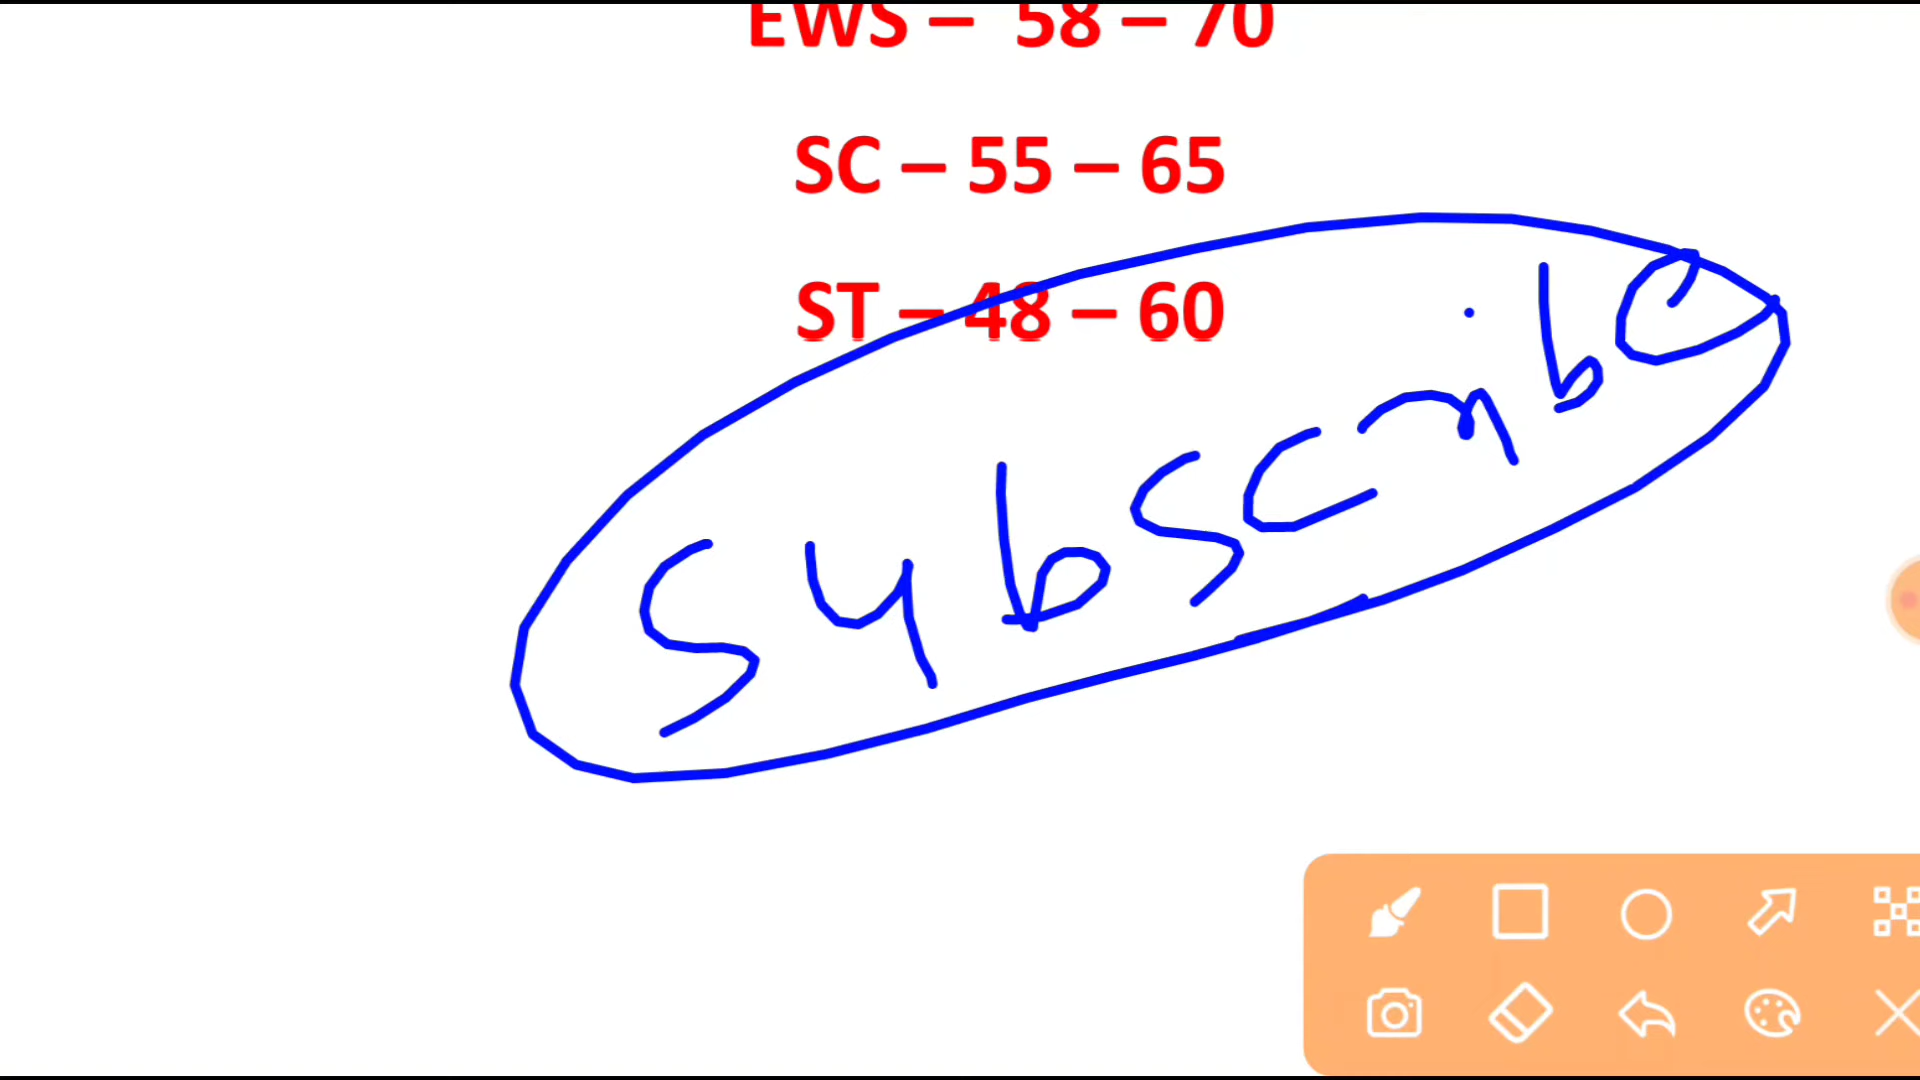 EWS – 58 – 70
SC – 55 – 65
ST – 48 – 60
Subscribe